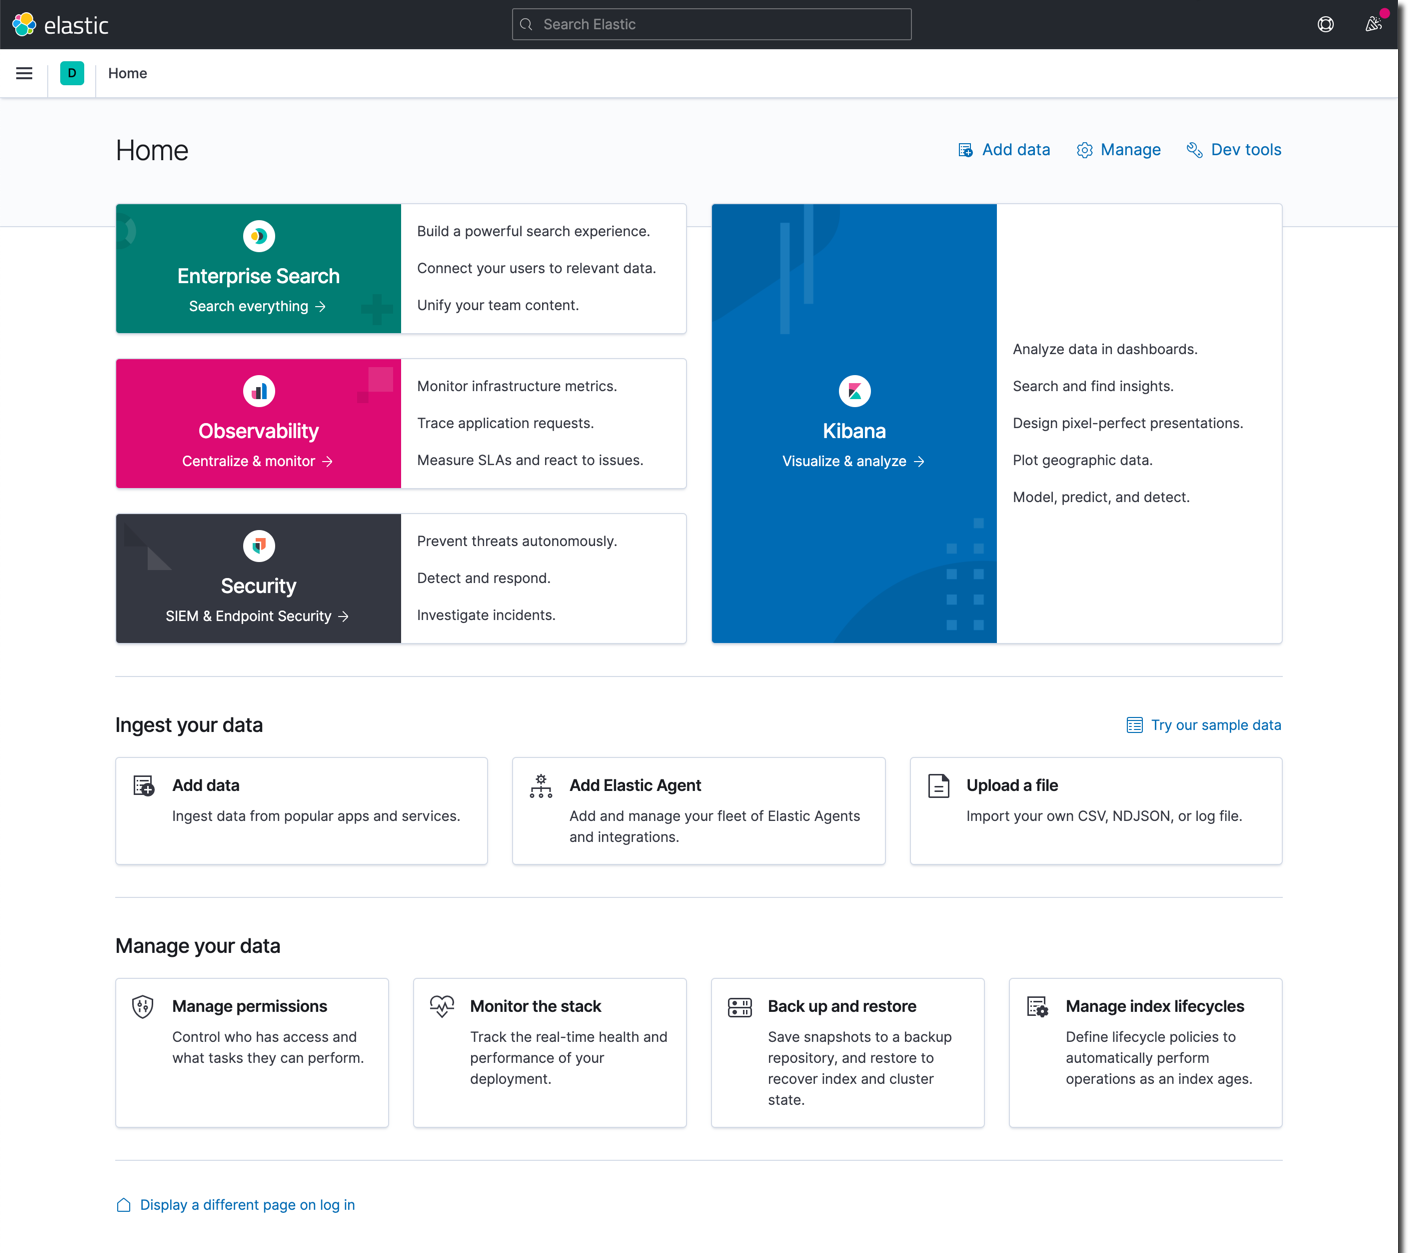 elastic
Search Elastic
D
Home
Home
Add data
Manage
Dev tools
Enterprise Search
Search everything →
Build a powerful search experience.
Connect your users to relevant data.
Unify your team content.
Observability
Centralize & monitor →
Monitor infrastructure metrics.
Trace application requests.
Measure SLAs and react to issues.
Security
SIEM & Endpoint Security →
Prevent threats autonomously.
Detect and respond.
Investigate incidents.
Kibana
Visualize & analyze →
Analyze data in dashboards.
Search and find insights.
Design pixel-perfect presentations.
Plot geographic data.
Model, predict, and detect.
Ingest your data
Try our sample data
Add data
Ingest data from popular apps and services.
Add Elastic Agent
Add and manage your fleet of Elastic Agents
and integrations.
Upload a file
Import your own CSV, NDJSON, or log file.
Manage your data
Manage permissions
Control who has access and
what tasks they can perform.
Monitor the stack
Track the real-time health and
performance of your
deployment.
Back up and restore
Save snapshots to a backup
repository, and restore to
recover index and cluster
state.
Manage index lifecycles
Define lifecycle policies to
automatically perform
operations as an index ages.
Display a different page on log in